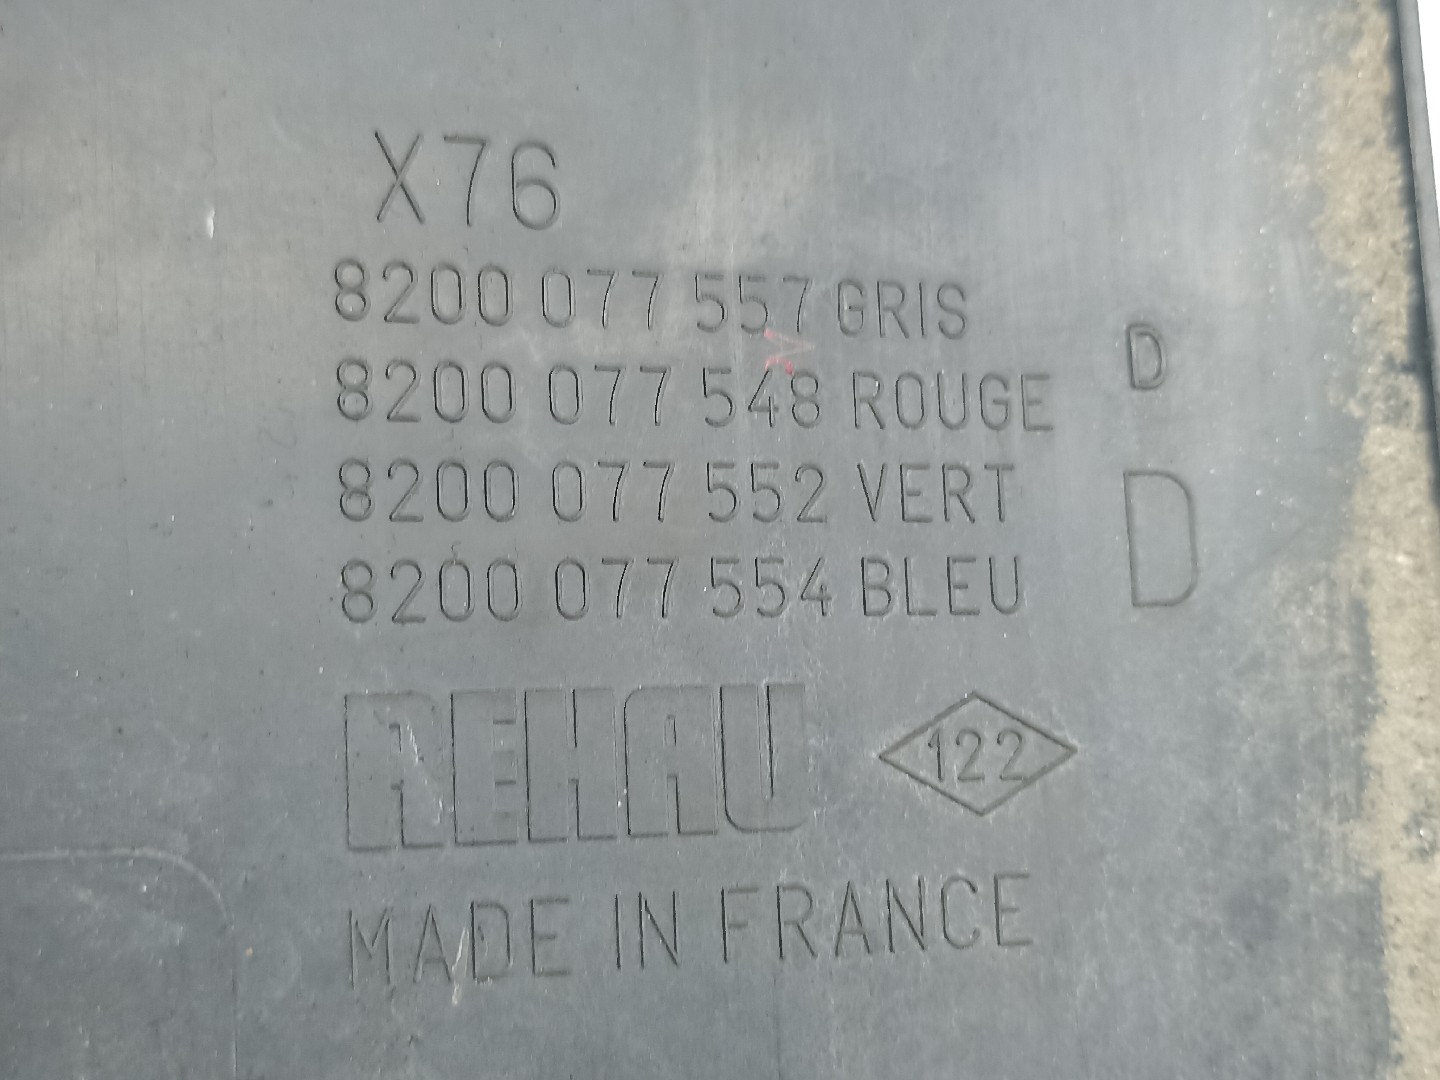 X76
8200 077 557 GRIS
8200 077 548 ROUGE
8200 077 552 VERT
8200 077 554 BLEU
D
D
REHAU
122
MADE IN FRANCE